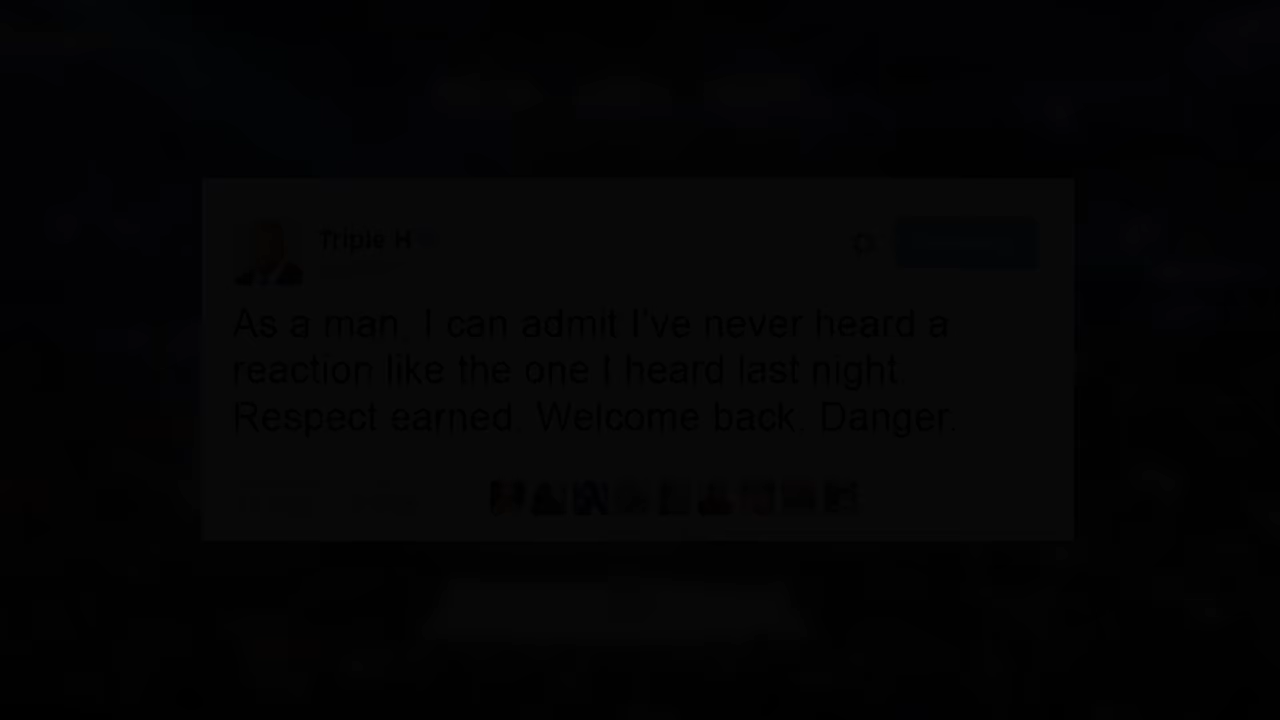 Triple H
As a man, I can admit I've never heard a
reaction like the one I heard last night.
Respect earned. Welcome back. Danger.